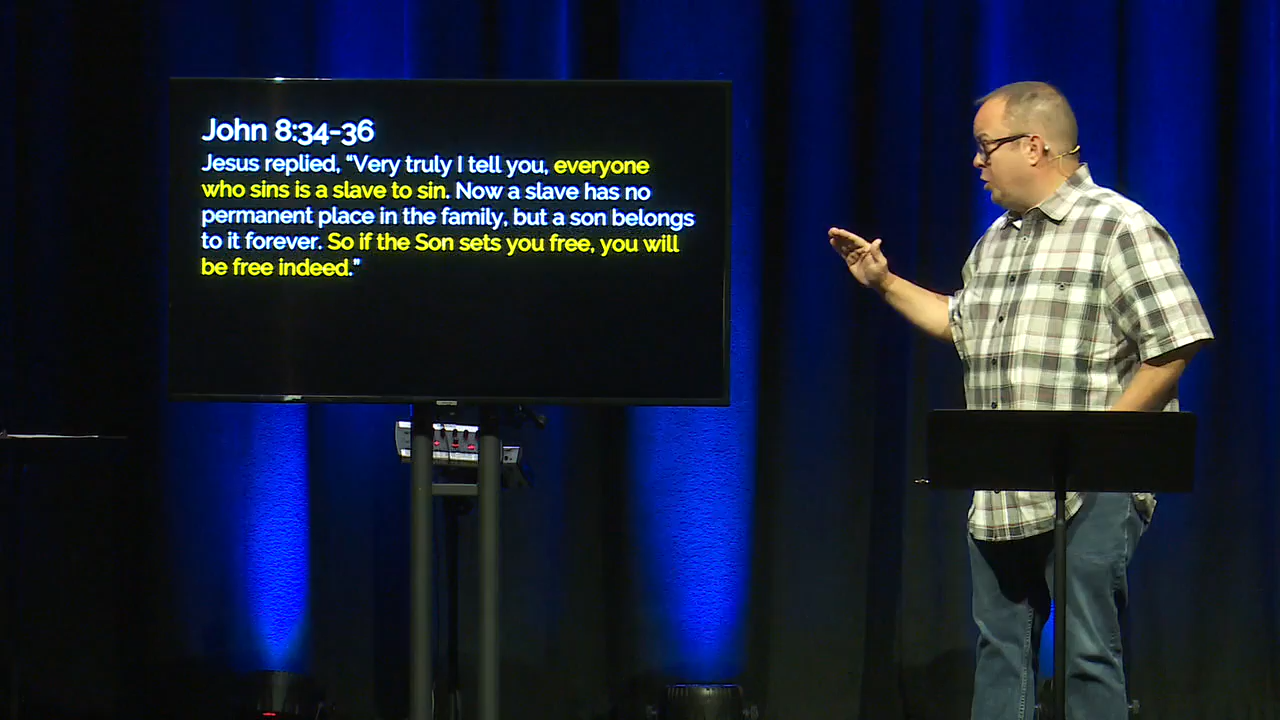 John 8:34-36
Jesus replied, “Very truly I tell you, everyone
who sins is a slave to sin. Now a slave has no
permanent place in the family, but a son belongs
to it forever. So if the Son sets you free, you will
be free indeed.”